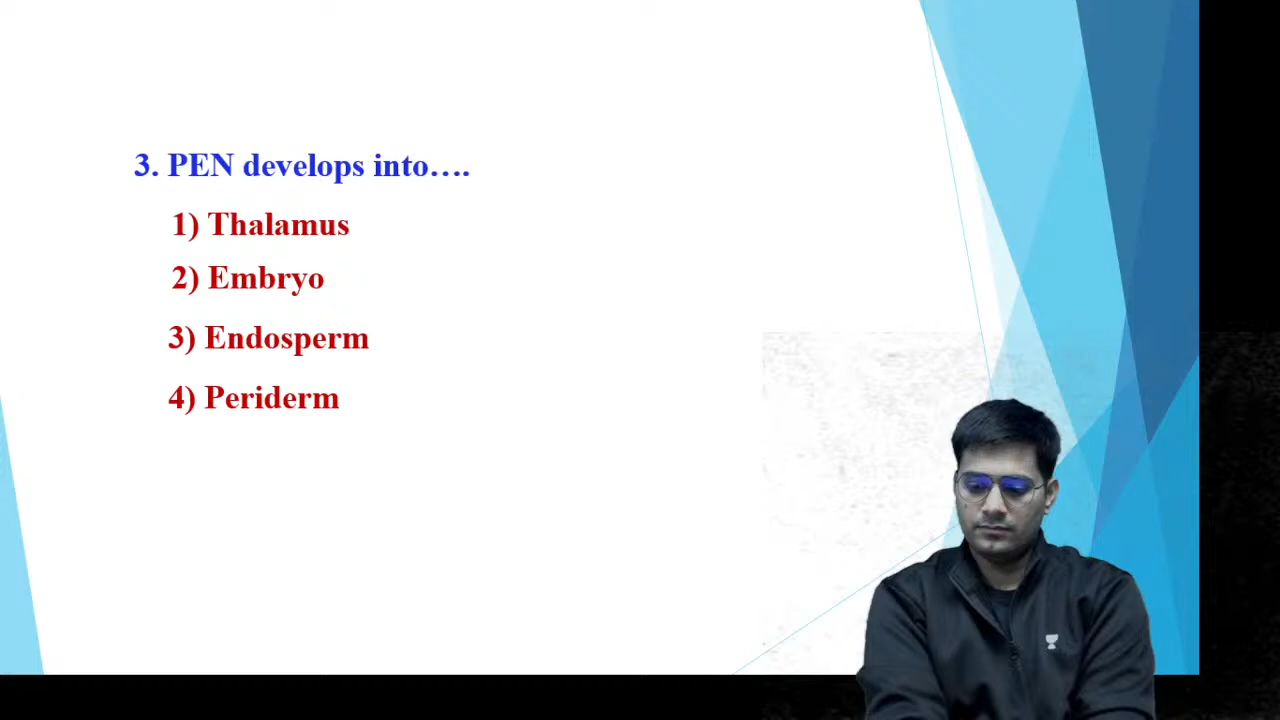 3. PEN develops into….
1) Thalamus
2) Embryo
3) Endosperm
4) Periderm